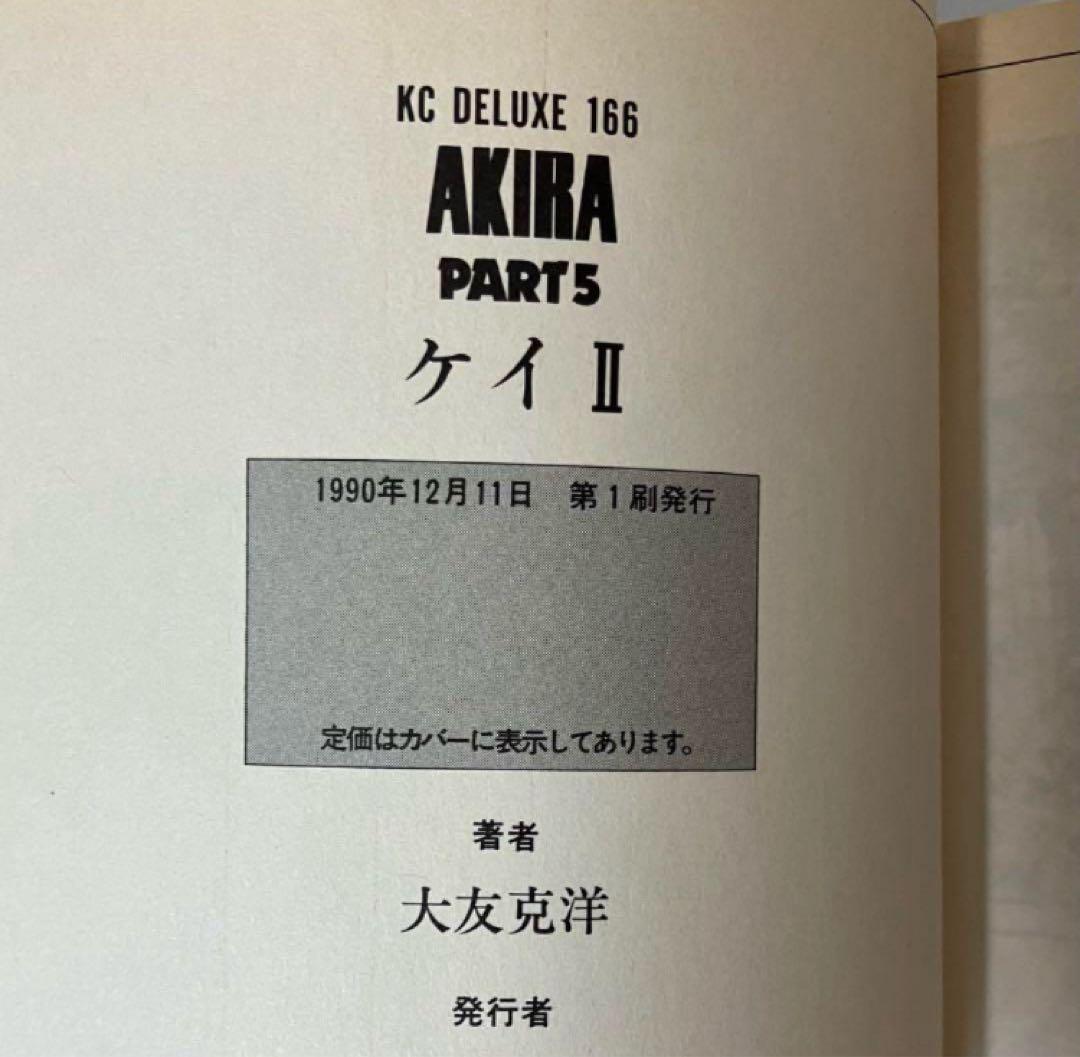 KC DELUXE 166
AKIRA
PART5
ケイⅡ
1990年12月11日　第1刷発行
定価はカバーに表示してあります。
著者
大友克洋
発行者